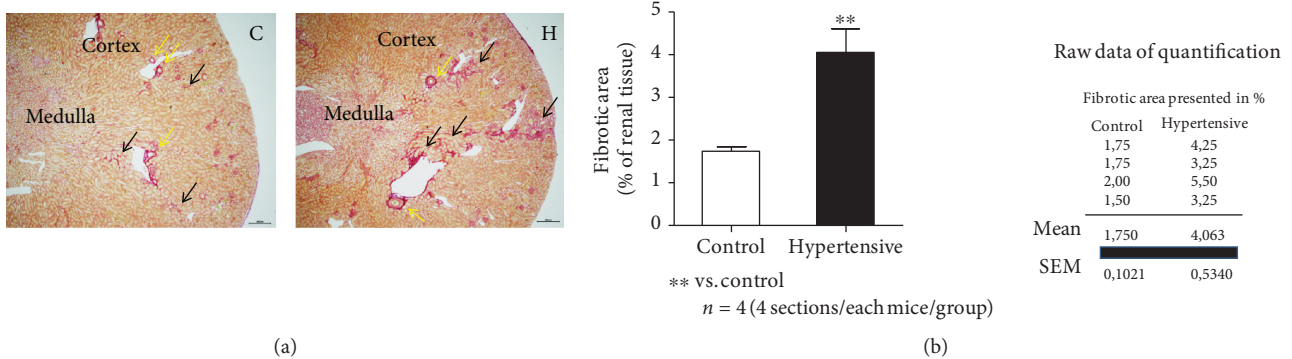 C
Cortex
Medulla
H
Cortex
Medulla
(a)
5
4
3
2
1
0
Fibrotic area
(% of renal tissue)
**
Control Hypertensive
** vs. control
n = 4 (4 sections/each mice/group)
Raw data of quantification
Fibrotic area presented in %
Control Hypertensive
1,75 4,25
1,75 3,25
2,00 5,50
1,50 3,25
Mean 1,750 4,063
SEM 0,1021 0,5340
(b)